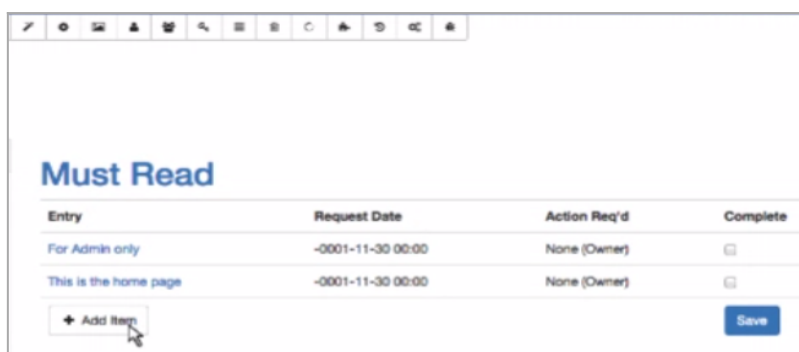 Must Read
Entry Request Date Action Req'd Complete
For Admin only -0001-11-30 00:00 None (Owner)
This is the home page -0001-11-30 00:00 None (Owner)
+ Add Item Save